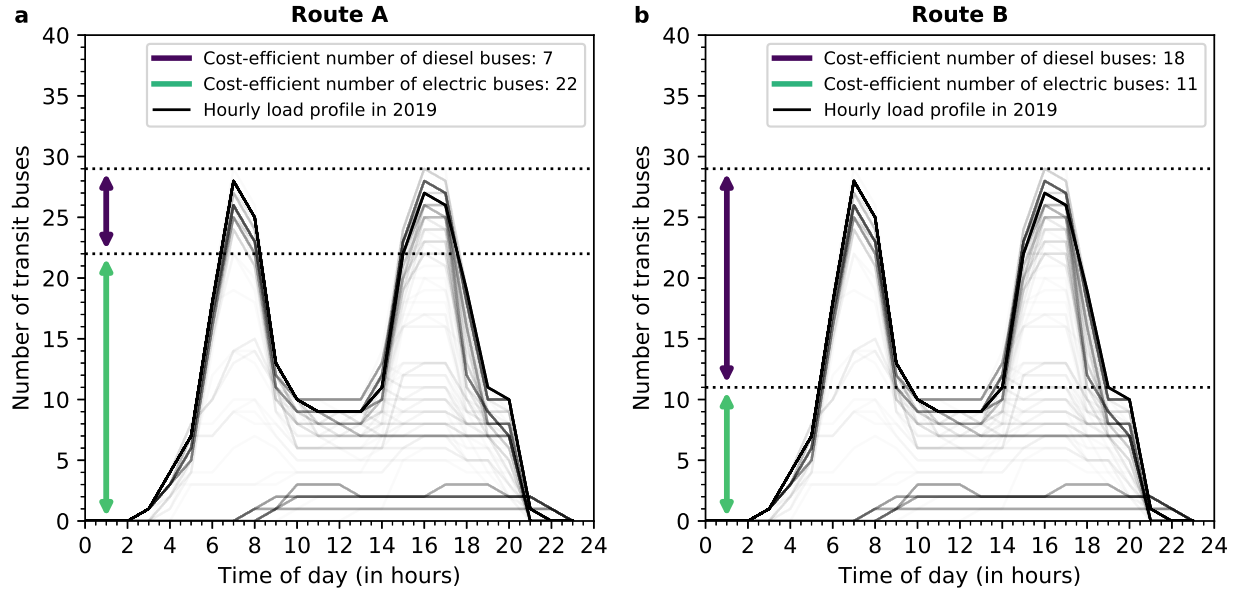 a
Route A
Cost-efficient number of diesel buses: 7
Cost-efficient number of electric buses: 22
Hourly load profile in 2019
Number of transit buses
40
35
30
25
20
15
10
5
0
0 2 4 6 8 10 12 14 16 18 20 22 24
Time of day (in hours)
b
Route B
Cost-efficient number of diesel buses: 18
Cost-efficient number of electric buses: 11
Hourly load profile in 2019
Number of transit buses
40
35
30
25
20
15
10
5
0
0 2 4 6 8 10 12 14 16 18 20 22 24
Time of day (in hours)